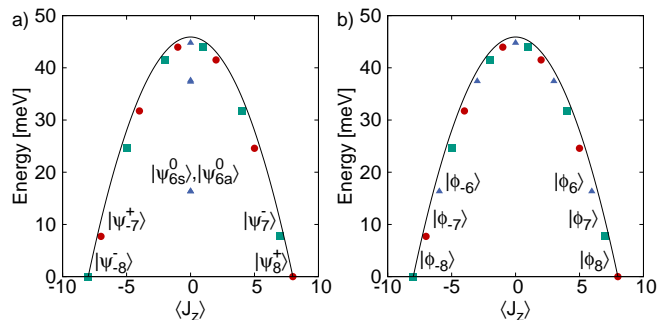 a)
Energy [meV]
50
40
30
20
10
0
|ψ⁰₆ₛ⟩,|ψ⁰₆ₐ⟩
|ψ⁺₋₇⟩
|ψ⁻₇⟩
|ψ⁻₋₈⟩
|ψ⁺₈⟩
-10 -5 0 5 10
⟨J_z⟩
b)
Energy [meV]
50
40
30
20
10
0
|ϕ₋₆⟩
|ϕ₆⟩
|ϕ₋₇⟩
|ϕ₇⟩
|ϕ₋₈⟩
|ϕ₈⟩
-10 -5 0 5 10
⟨J_z⟩